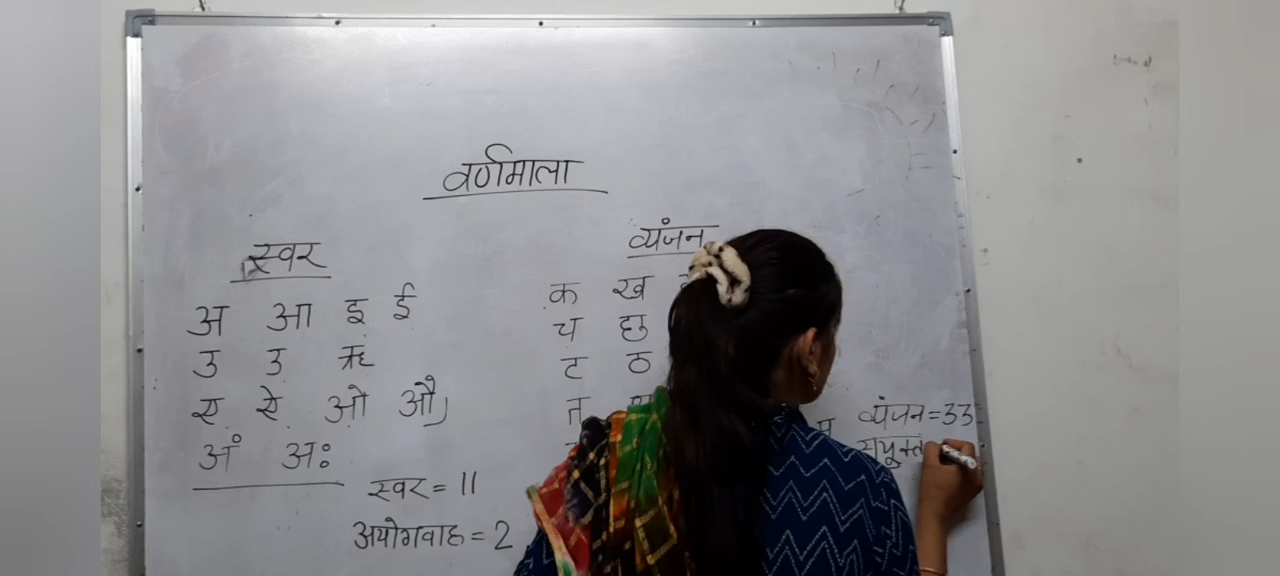 वर्णमाला
स्वर
अ आ इ ई
उ उ ऋ
ए ऐ ओ औ
अं अः
स्वर = 11
अयोगवाह = 2
व्यंजन
क ख
च छ
ट ठ
त थ
म
व्यंजन = 33